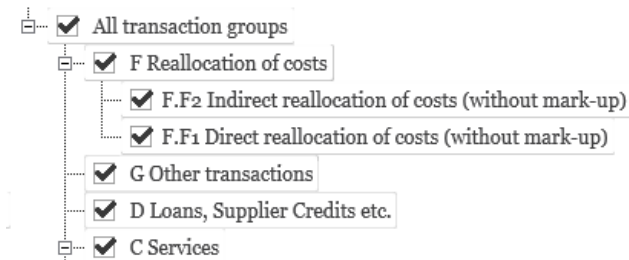 All transaction groups
F Reallocation of costs
F.F2 Indirect reallocation of costs (without mark-up)
F.F1 Direct reallocation of costs (without mark-up)
G Other transactions
D Loans, Supplier Credits etc.
C Services